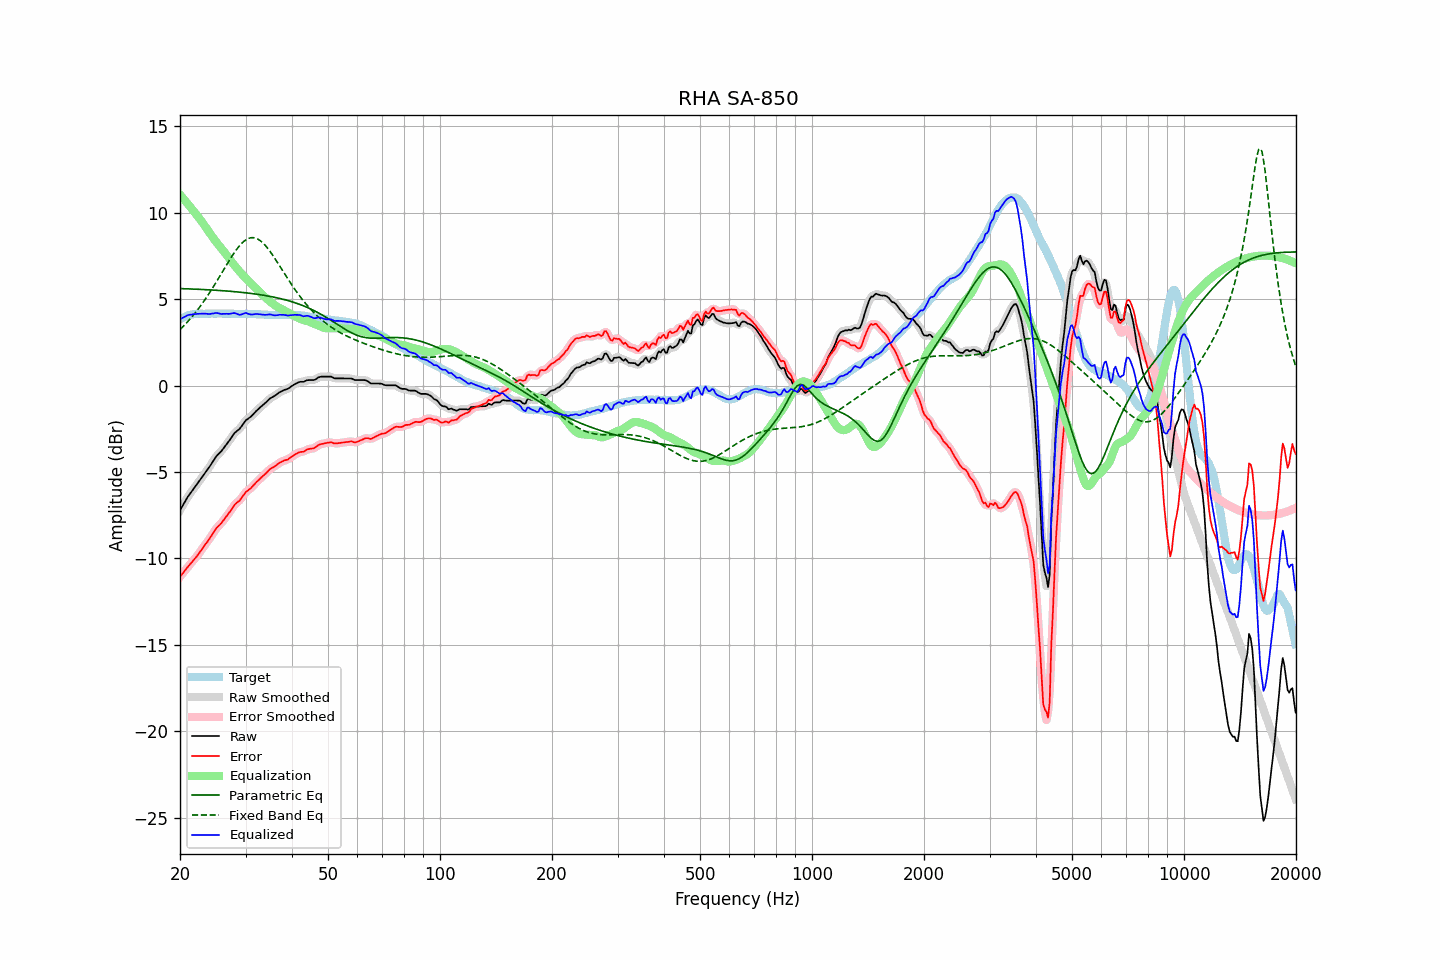 RHA SA-850
Amplitude (dBr)
15
10
5
0
−5
−10
−15
−20
−25
Target
Raw Smoothed
Error Smoothed
Raw
Error
Equalization
Parametric Eq
Fixed Band Eq
Equalized
20 50 100 200 500 1000 2000 5000 10000 20000
Frequency (Hz)